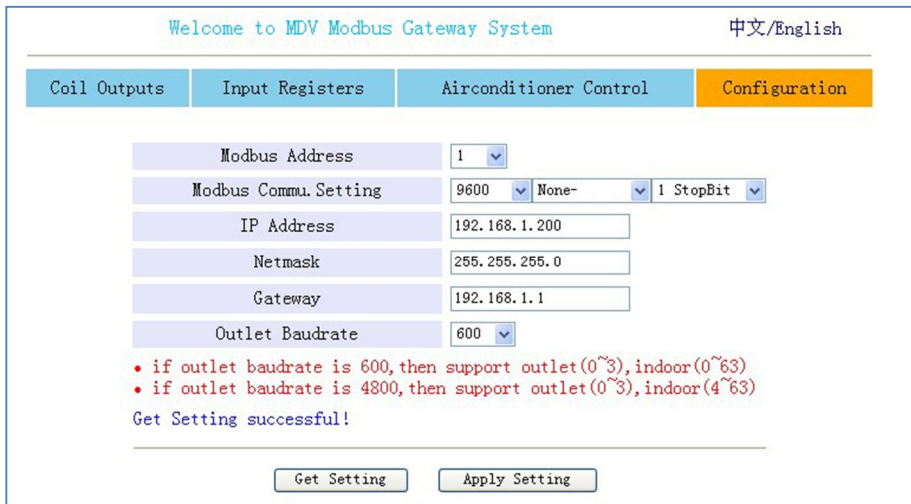 Welcome to MDV Modbus Gateway System 中文/English
Coil Outputs Input Registers Airconditioner Control Configuration
Modbus Address 1
Modbus Commu.Setting 9600 None- 1 StopBit
IP Address 192.168.1.200
Netmask 255.255.255.0
Gateway 192.168.1.1
Outlet Baudrate 600
• if outlet baudrate is 600,then support outlet(0~3),indoor(0~63)
• if outlet baudrate is 4800,then support outlet(0~3),indoor(4~63)
Get Setting successful!
Get Setting Apply Setting